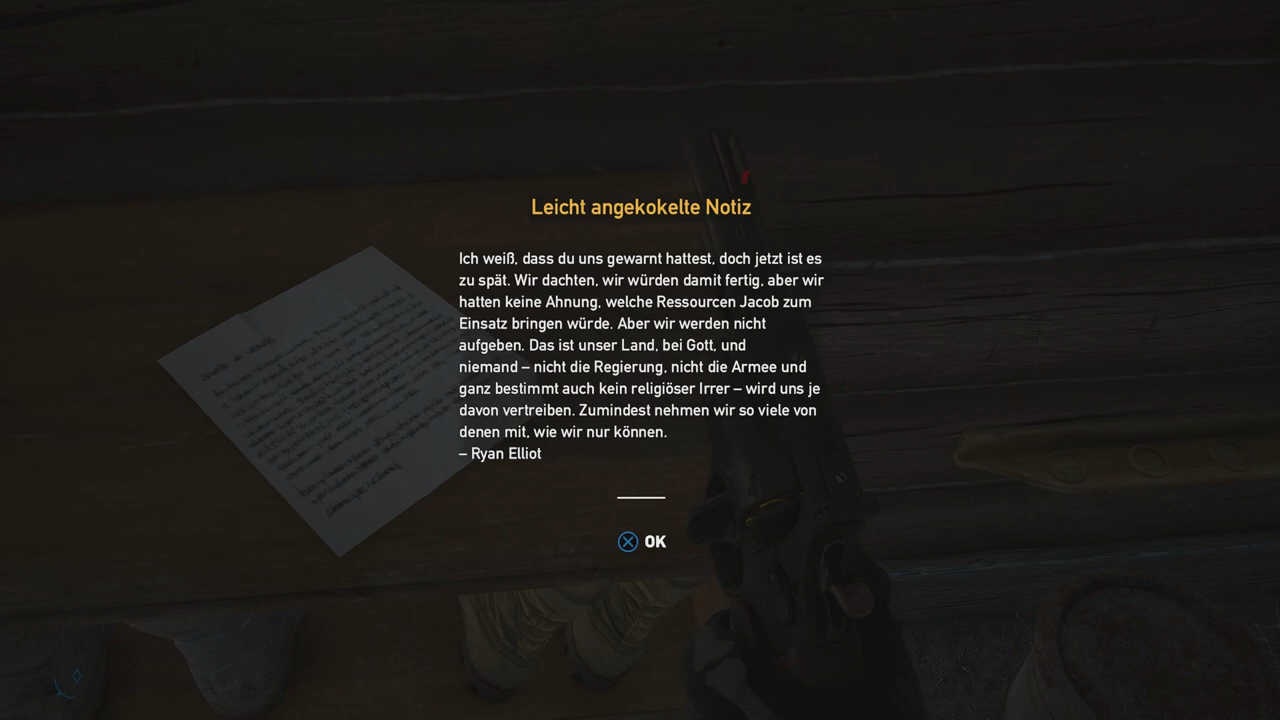 Leicht angekokelte Notiz
Ich weiß, dass du uns gewarnt hattest, doch jetzt ist es
zu spät. Wir dachten, wir würden damit fertig, aber wir
hatten keine Ahnung, welche Ressourcen Jacob zum
Einsatz bringen würde. Aber wir werden nicht
aufgeben. Das ist unser Land, bei Gott, und
niemand – nicht die Regierung, nicht die Armee und
ganz bestimmt auch kein religiöser Irrer – wird uns je
davon vertreiben. Zumindest nehmen wir so viele von
denen mit, wie wir nur können.
– Ryan Elliot
OK